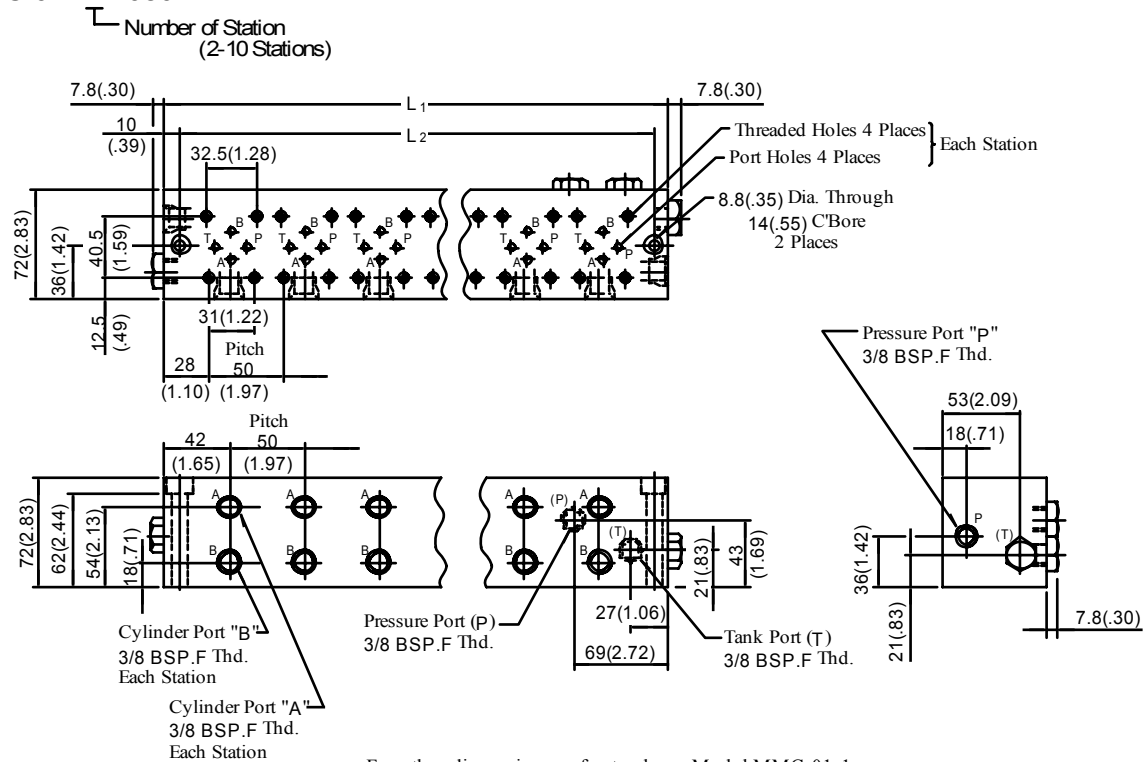 Number of Station
(2-10 Stations)
7.8(.30)
L1
7.8(.30)
10
(.39)
L2
32.5(1.28)
Threaded Holes 4 Places
Port Holes 4 Places
Each Station
8.8(.35) Dia. Through
14(.55) C'Bore
2 Places
72(2.83)
36(1.42)
40.5
(1.59)
12.5
(.49)
B B B B B
T P T P T P T P T P
A A A A A
31(1.22)
Pitch
28
50
(1.10)
(1.97)
Pressure Port "P"
3/8 BSP.F Thd.
53(2.09)
18(.71)
Pitch
42
50
(1.65)
(1.97)
72(2.83)
62(2.44)
54(2.13)
18(.71)
A A A A A
(P)
(T)
B B B B B
21(.83)
43
(1.69)
27(1.06)
69(2.72)
P
(T)
36(1.42)
21(.83)
7.8(.30)
Cylinder Port "B"
3/8 BSP.F Thd.
Each Station
Pressure Port (P)
3/8 BSP.F Thd.
Tank Port (T)
3/8 BSP.F Thd.
Cylinder Port "A"
3/8 BSP.F Thd.
Each Station